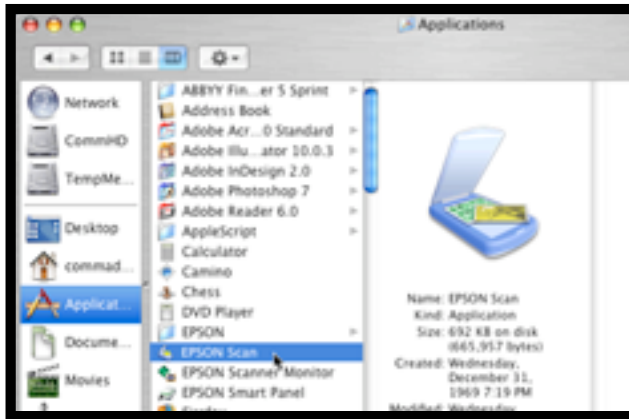 Applications
Network
CommHD
TempMe...
Desktop
commad...
Applicat...
Docume...
Movies
ABBYY Fin...er 5 Sprint
Address Book
Adobe Acr...0 Standard
Adobe Illu...ator 10.0.3
Adobe InDesign 2.0
Adobe Photoshop 7
Adobe Reader 6.0
AppleScript
Calculator
Camino
Chess
DVD Player
EPSON
EPSON Scan
EPSON Scanner Monitor
EPSON Smart Panel
Firefox
Name: EPSON Scan
Kind: Application
Size: 692 KB on disk
(665,957 bytes)
Created: Wednesday,
December 31,
1969 7:19 PM
Modified: Wednesday